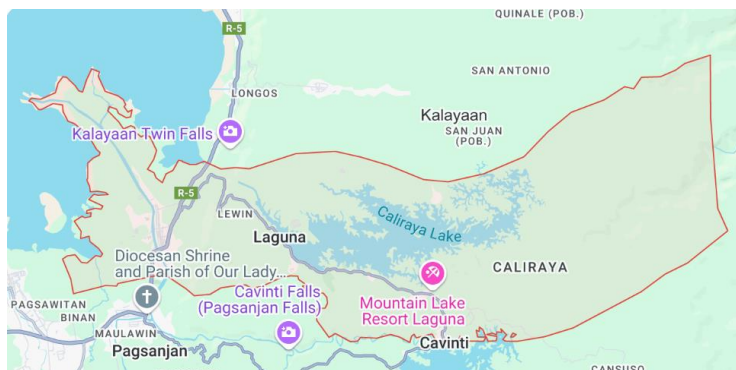 QUINALE (POB.)
R-5
SAN ANTONIO
LONGOS
Kalayaan
SAN JUAN
(POB.)
Kalayaan Twin Falls
R-5
LEWIN
Caliraya Lake
Laguna
Diocesan Shrine
and Parish of Our Lady...
CALIRAYA
Cavinti Falls
(Pagsanjan Falls)
Mountain Lake
Resort Laguna
PAGSAWITAN
BINAN
MAULAWIN
Pagsanjan
Cavinti
CANSUSO